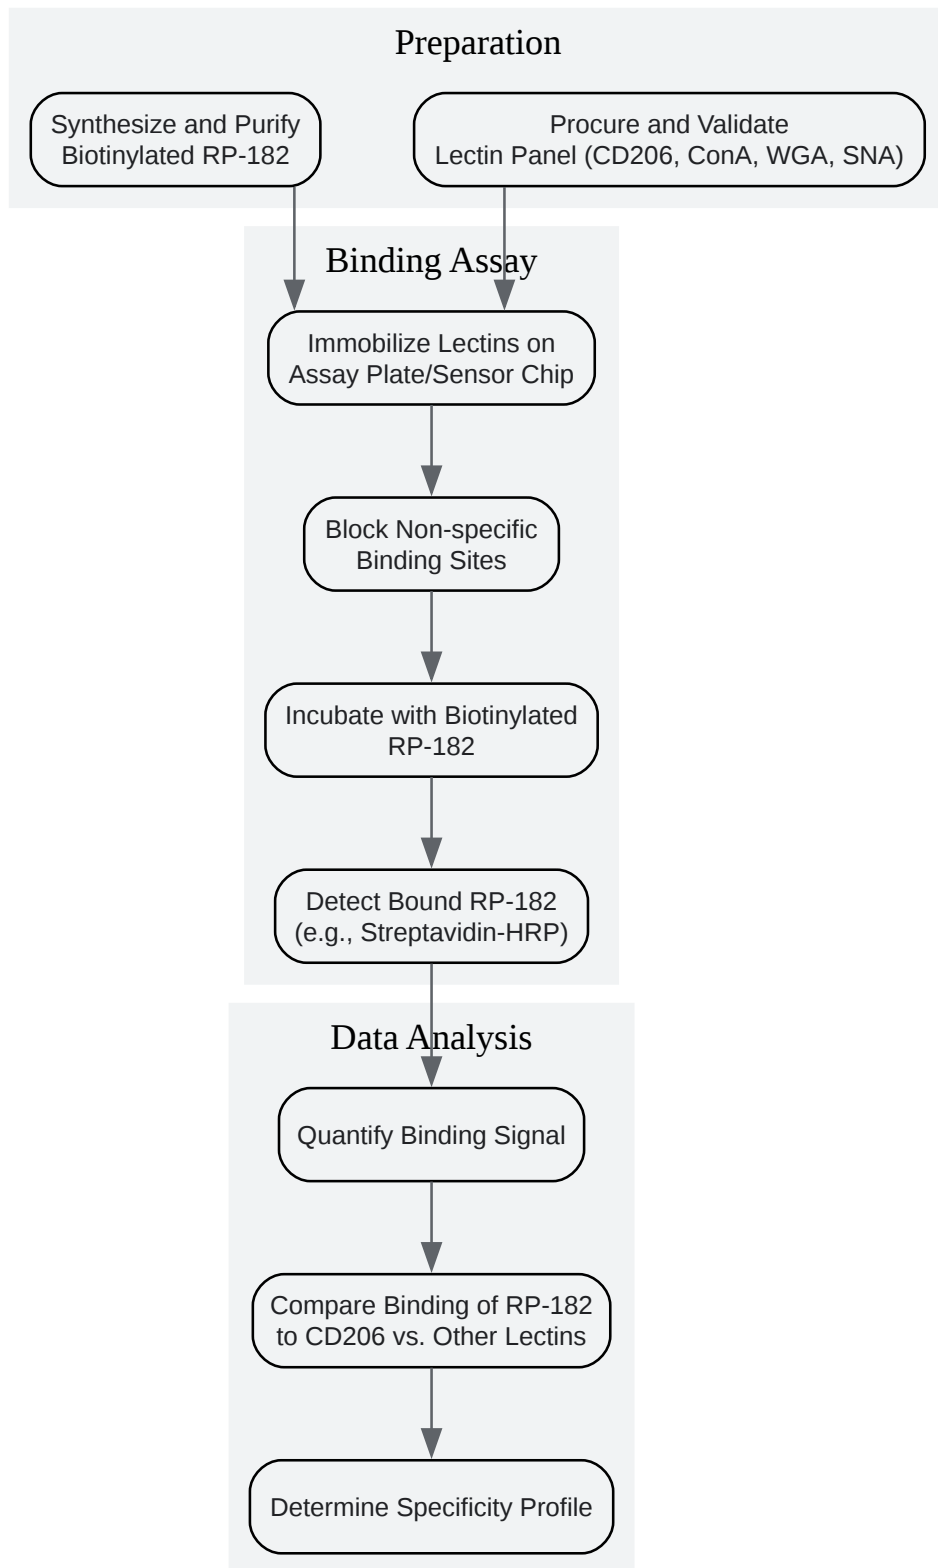 Preparation
Synthesize and Purify
Biotinylated RP-182
Procure and Validate
Lectin Panel (CD206, ConA, WGA, SNA)
Binding Assay
Immobilize Lectins on
Assay Plate/Sensor Chip
Block Non-specific
Binding Sites
Incubate with Biotinylated
RP-182
Detect Bound RP-182
(e.g., Streptavidin-HRP)
Data Analysis
Quantify Binding Signal
Compare Binding of RP-182
to CD206 vs. Other Lectins
Determine Specificity Profile